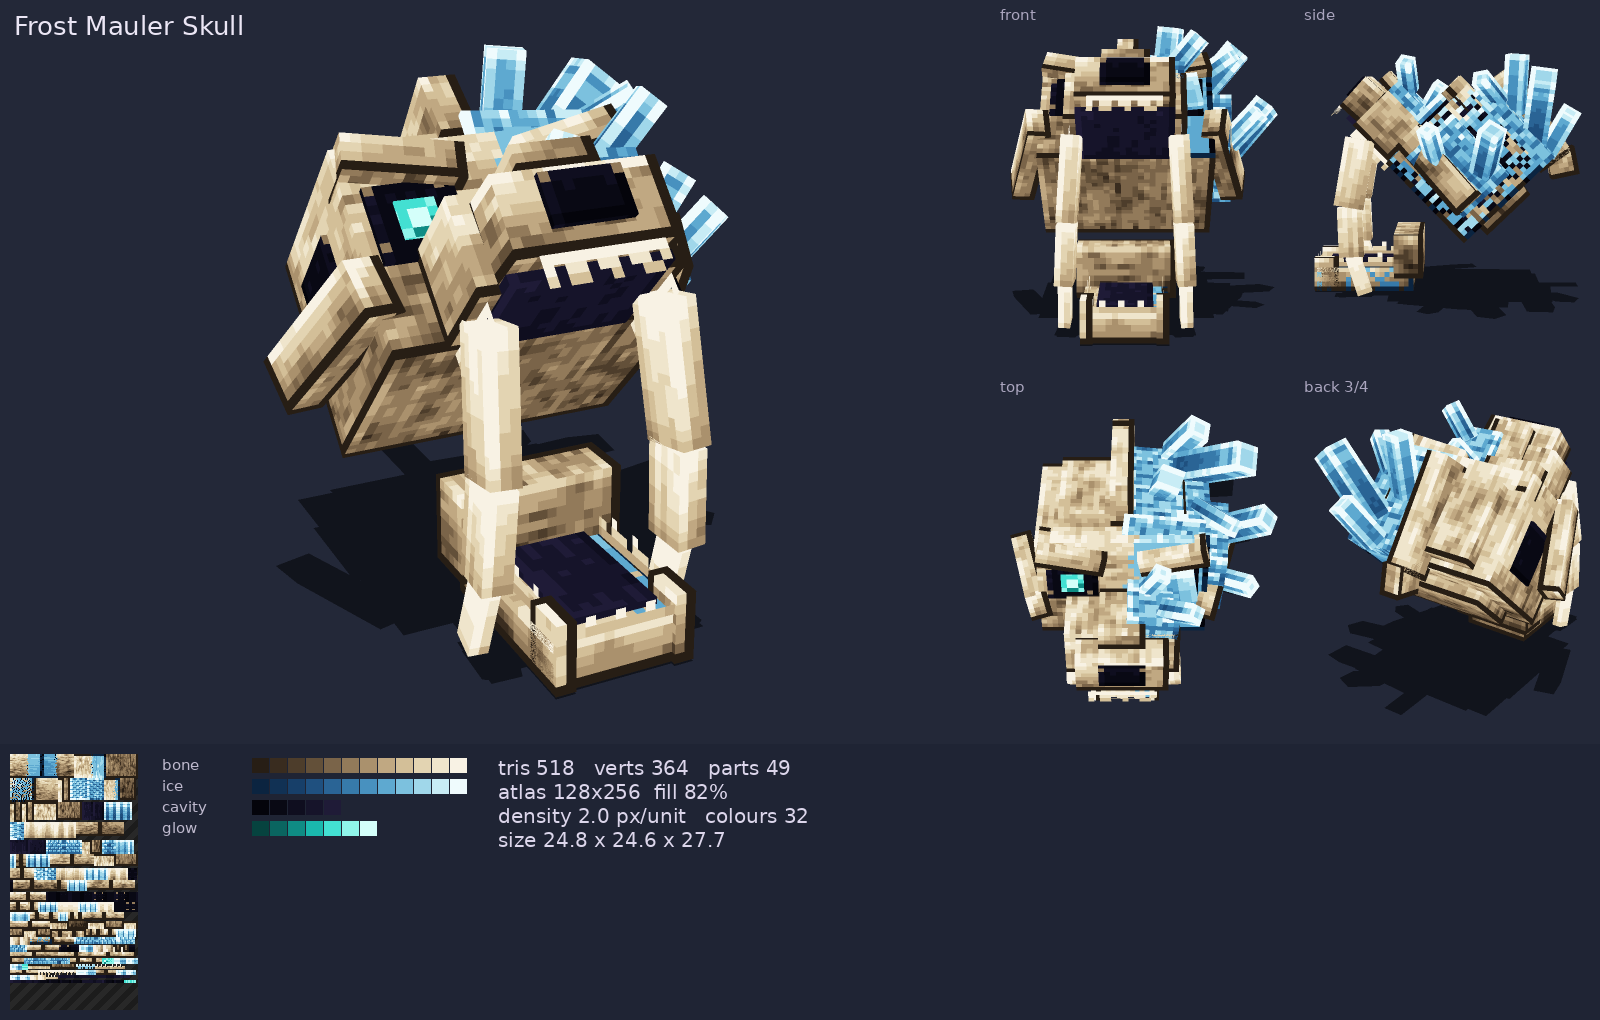 Frost Mauler Skull
front
side
top
back 3/4
bone
ice
cavity
glow
tris 518   verts 364   parts 49
atlas 128x256  fill 82%
density 2.0 px/unit   colours 32
size 24.8 x 24.6 x 27.7